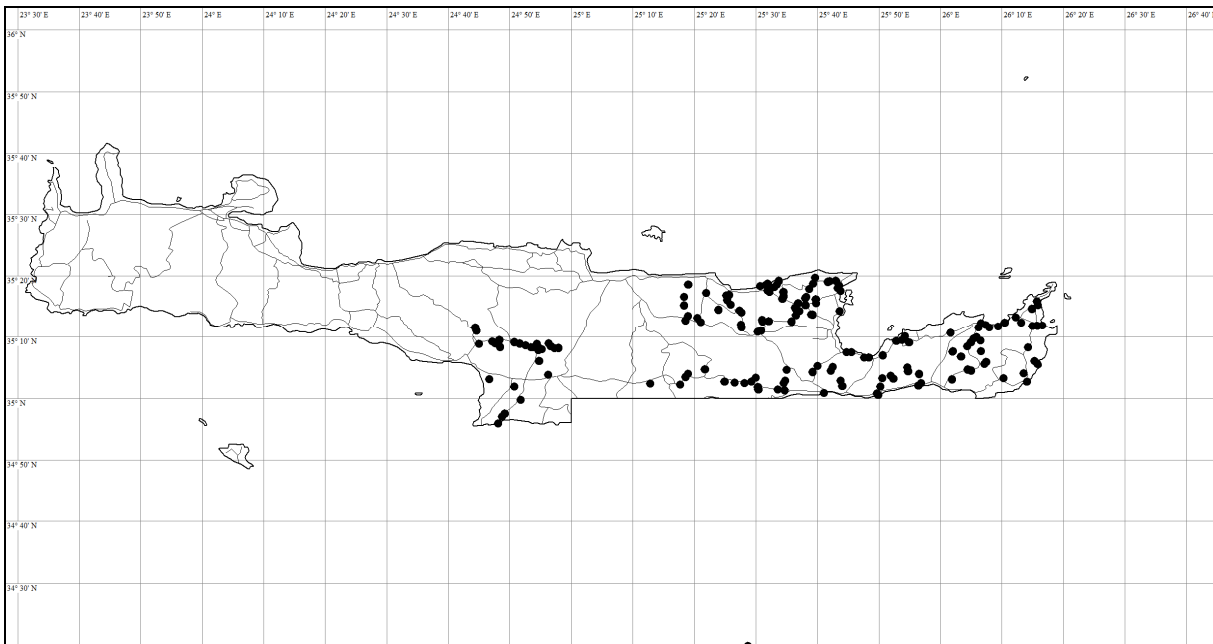 23° 30' E
23° 40' E
23° 50' E
24° E
24° 10' E
24° 20' E
24° 30' E
24° 40' E
24° 50' E
25° E
25° 10' E
25° 20' E
25° 30' E
25° 40' E
25° 50' E
26° E
26° 10' E
26° 20' E
26° 30' E
26° 40' E
36° N
35° 50' N
35° 40' N
35° 30' N
35° 20' N
35° 10' N
35° N
34° 50' N
34° 40' N
34° 30' N